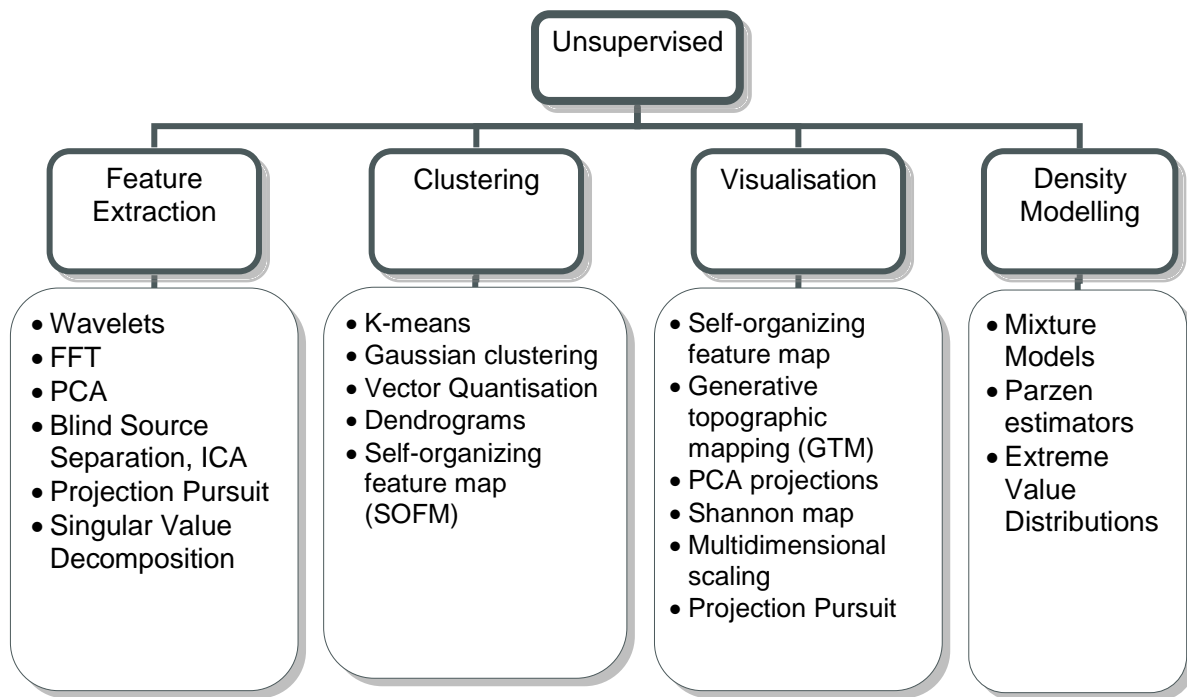 Unsupervised
Feature
Extraction
Clustering
Visualisation
Density
Modelling
• Wavelets
• FFT
• PCA
• Blind Source
Separation, ICA
• Projection Pursuit
• Singular Value
Decomposition
• K-means
• Gaussian clustering
• Vector Quantisation
• Dendrograms
• Self-organizing
feature map
(SOFM)
• Self-organizing
feature map
• Generative
topographic
mapping (GTM)
• PCA projections
• Shannon map
• Multidimensional
scaling
• Projection Pursuit
• Mixture
Models
• Parzen
estimators
• Extreme
Value
Distributions